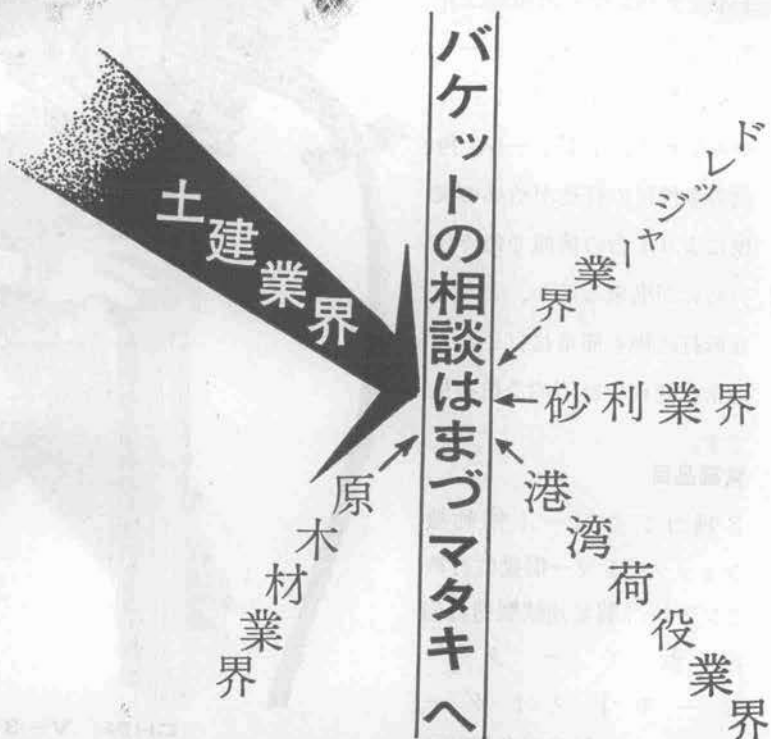 バケットの相談はまづマタキへ
土建業界
ドレッジャー業界
砂利業界
港湾荷役業界
原木材業界